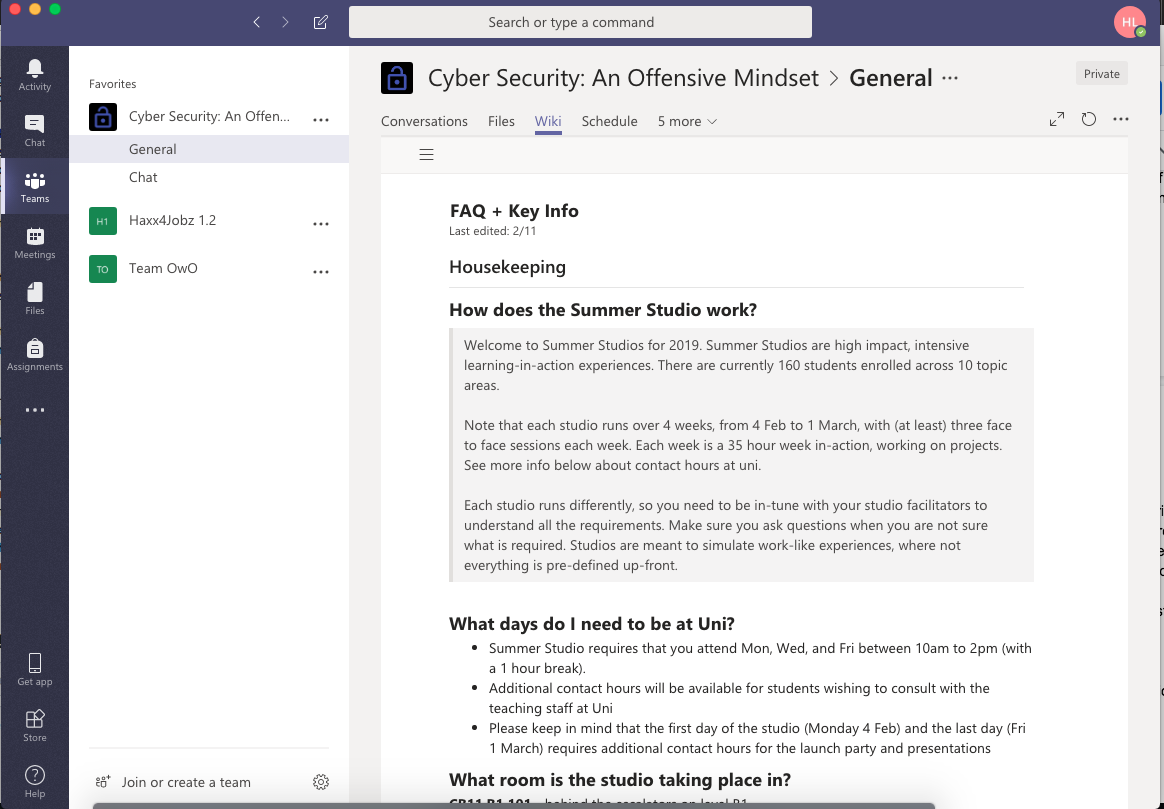 Search or type a command
HL
Activity
Chat
Teams
Meetings
Files
Assignments
Get app
Store
Help
Favorites
Cyber Security: An Offen...
General
Chat
H1
Haxx4Jobz 1.2
TO
Team OwO
Join or create a team
Cyber Security: An Offensive Mindset > General
Private
Conversations Files Wiki Schedule 5 more
FAQ + Key Info
Last edited: 2/11
Housekeeping
How does the Summer Studio work?
Welcome to Summer Studios for 2019. Summer Studios are high impact, intensive
learning-in-action experiences. There are currently 160 students enrolled across 10 topic
areas.
Note that each studio runs over 4 weeks, from 4 Feb to 1 March, with (at least) three face
to face sessions each week. Each week is a 35 hour week in-action, working on projects.
See more info below about contact hours at uni.
Each studio runs differently, so you need to be in-tune with your studio facilitators to
understand all the requirements. Make sure you ask questions when you are not sure
what is required. Studios are meant to simulate work-like experiences, where not
everything is pre-defined up-front.
What days do I need to be at Uni?
• Summer Studio requires that you attend Mon, Wed, and Fri between 10am to 2pm (with
a 1 hour break).
• Additional contact hours will be available for students wishing to consult with the
teaching staff at Uni
• Please keep in mind that the first day of the studio (Monday 4 Feb) and the last day (Fri
1 March) requires additional contact hours for the launch party and presentations
What room is the studio taking place in?
CB11.B1.101 - behind the escalators on level B1